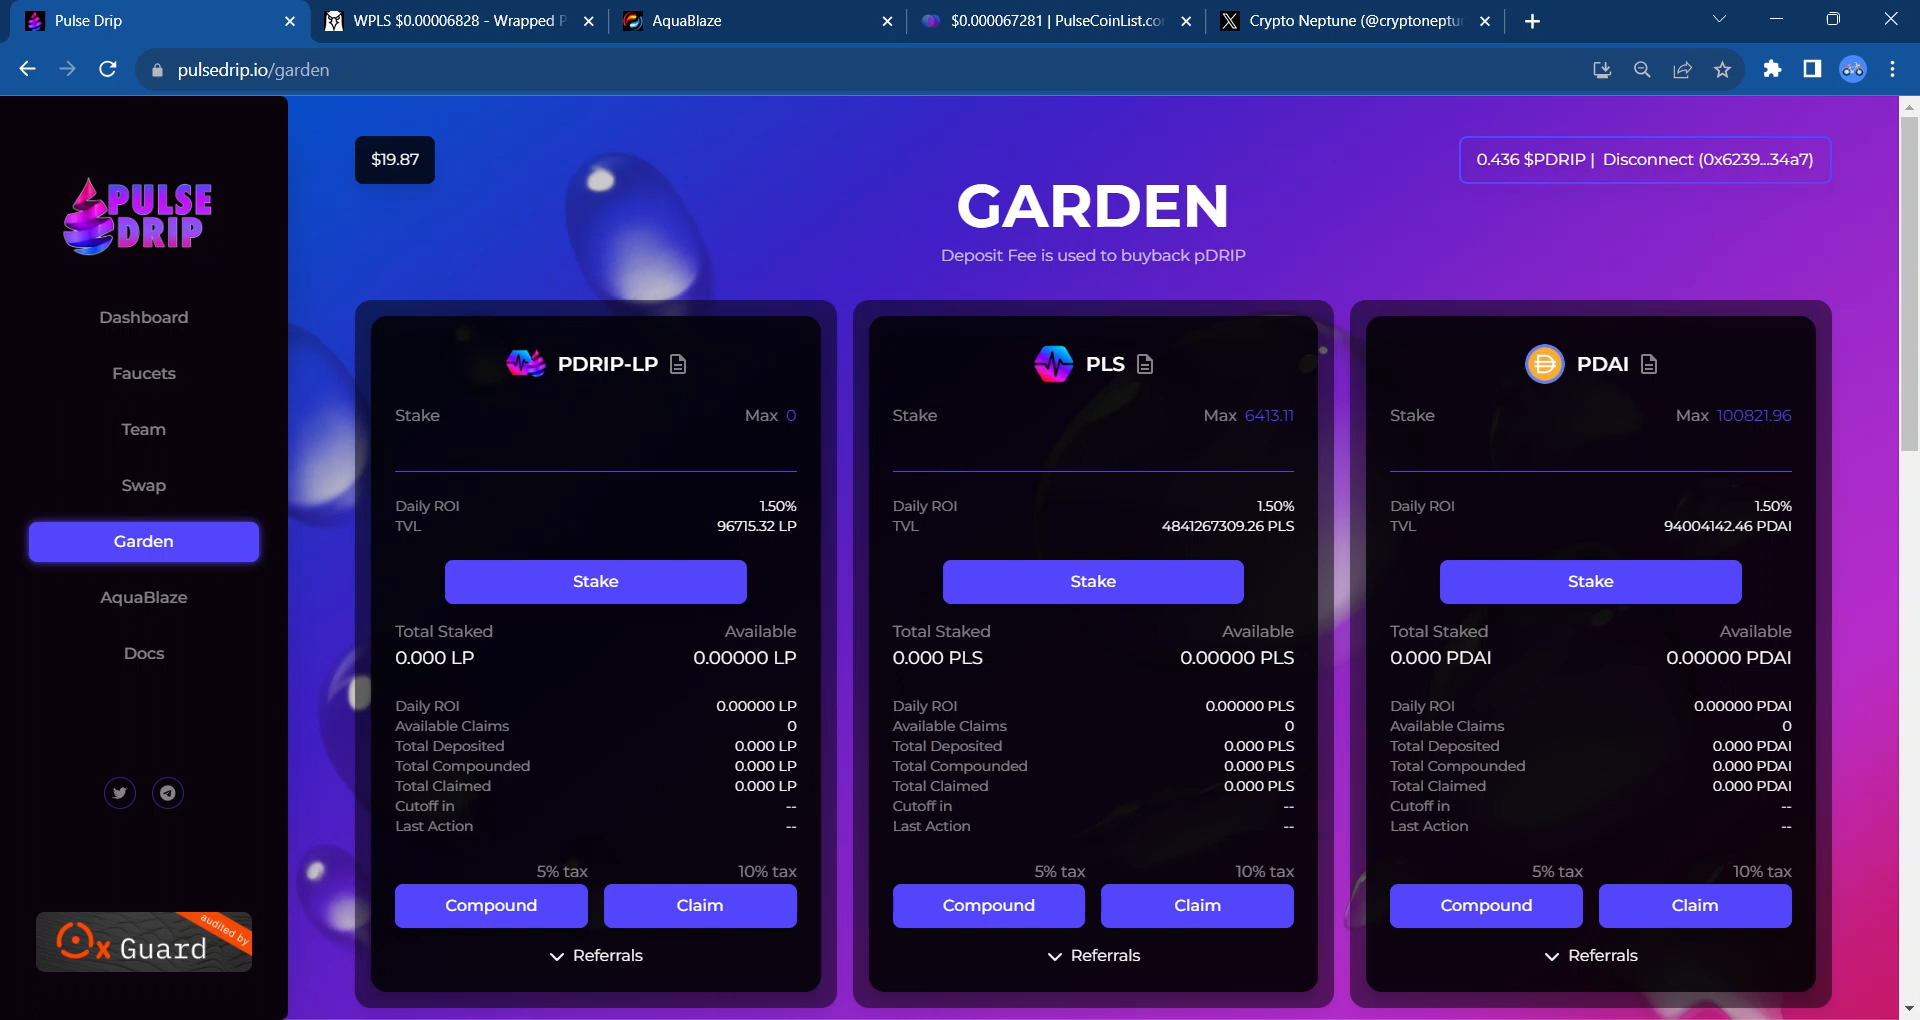 Pulse Drip
WPLS $0.00006828 - Wrapped P
AquaBlaze
$0.000067281 | PulseCoinList.co
Crypto Neptune (@cryptoneptu
pulsedrip.io/garden
PULSE
DRIP
Dashboard
Faucets
Team
Swap
Garden
AquaBlaze
Docs
audited by
0x Guard
$19.87
0.436 $PDRIP | Disconnect (0x6239...34a7)
GARDEN
Deposit Fee is used to buyback pDRIP
PDRIP-LP
Stake Max 0
Daily ROI 1.50%
TVL 96715.32 LP
Stake
Total Staked Available
0.000 LP 0.00000 LP
Daily ROI 0.00000 LP
Available Claims 0
Total Deposited 0.000 LP
Total Compounded 0.000 LP
Total Claimed 0.000 LP
Cutoff in --
Last Action --
5% tax 10% tax
Compound Claim
Referrals
PLS
Stake Max 6413.11
Daily ROI 1.50%
TVL 4841267309.26 PLS
Stake
Total Staked Available
0.000 PLS 0.00000 PLS
Daily ROI 0.00000 PLS
Available Claims 0
Total Deposited 0.000 PLS
Total Compounded 0.000 PLS
Total Claimed 0.000 PLS
Cutoff in --
Last Action --
5% tax 10% tax
Compound Claim
Referrals
PDAI
Stake Max 100821.96
Daily ROI 1.50%
TVL 94004142.46 PDAI
Stake
Total Staked Available
0.000 PDAI 0.00000 PDAI
Daily ROI 0.00000 PDAI
Available Claims 0
Total Deposited 0.000 PDAI
Total Compounded 0.000 PDAI
Total Claimed 0.000 PDAI
Cutoff in --
Last Action --
5% tax 10% tax
Compound Claim
Referrals